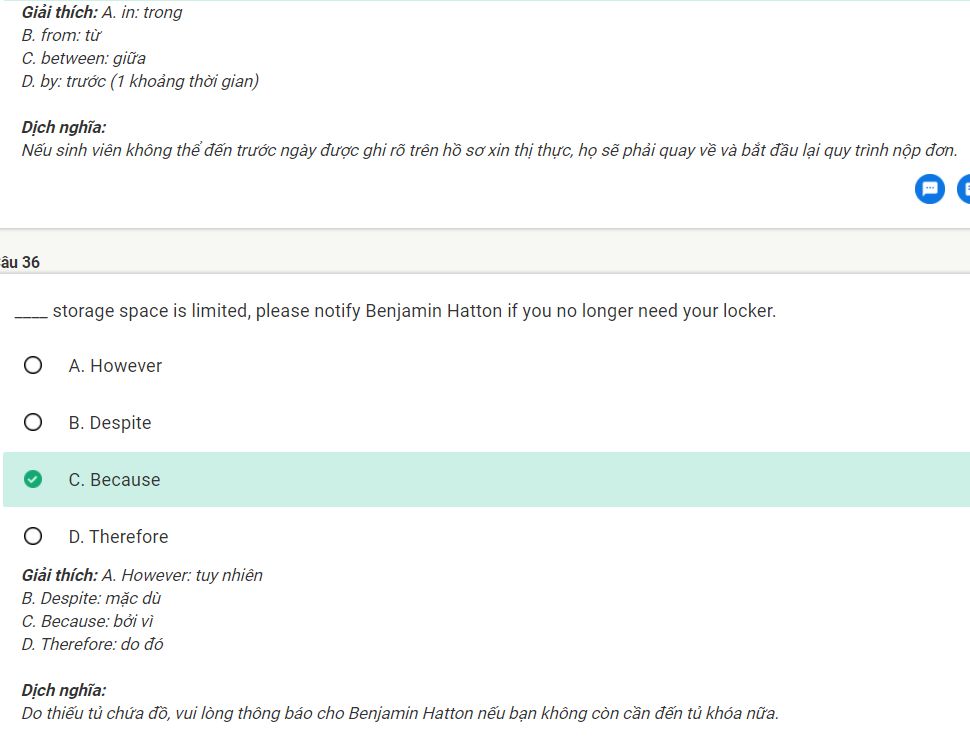 Giải thích: A. in: trong
B. from: từ
C. between: giữa
D. by: trước (1 khoảng thời gian)
Dịch nghĩa:
Nếu sinh viên không thể đến trước ngày được ghi rõ trên hồ sơ xin thị thực, họ sẽ phải quay về và bắt đầu lại quy trình nộp đơn.
âu 36
____ storage space is limited, please notify Benjamin Hatton if you no longer need your locker.
A. However
B. Despite
C. Because
D. Therefore
Giải thích: A. However: tuy nhiên
B. Despite: mặc dù
C. Because: bởi vì
D. Therefore: do đó
Dịch nghĩa:
Do thiếu tủ chứa đồ, vui lòng thông báo cho Benjamin Hatton nếu bạn không còn cần đến tủ khóa nữa.